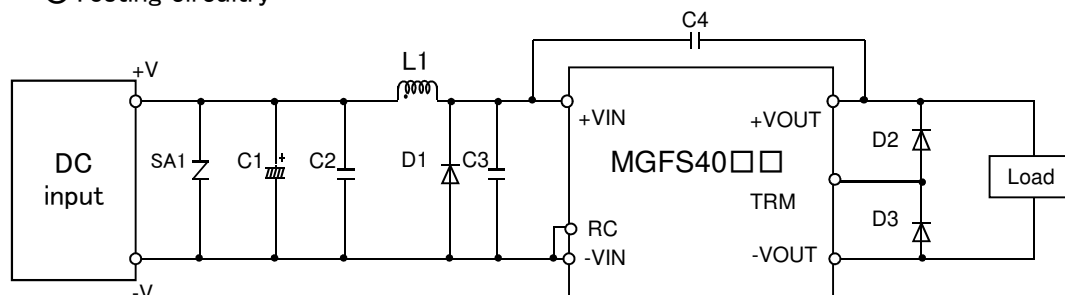 Testing circuitry
C4
+V
L1
+VIN
+VOUT
D2
DC
input
SA1
C1
+
C2
D1
C3
MGFS40□□
Load
TRM
RC
D3
-VIN
-VOUT
-V